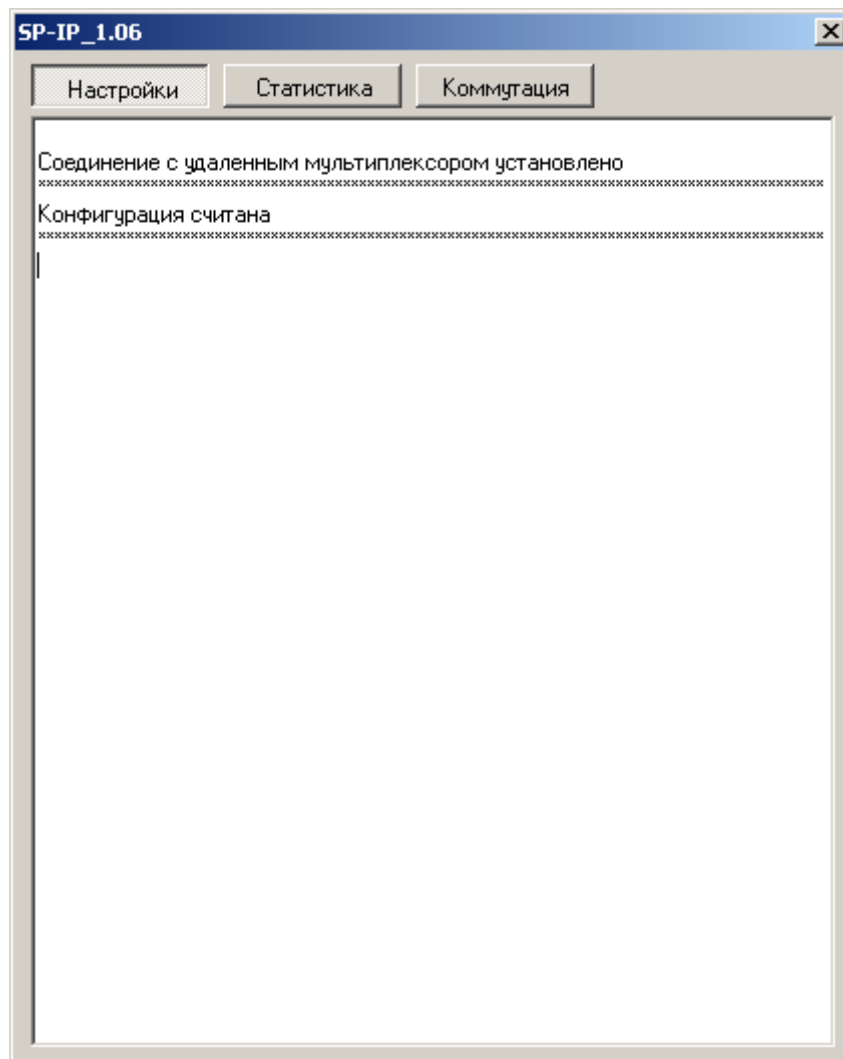 SP-IP_1.06
Настройки Статистика Коммутация
Соединение с удаленным мультиплексором установлено
Конфигурация считана